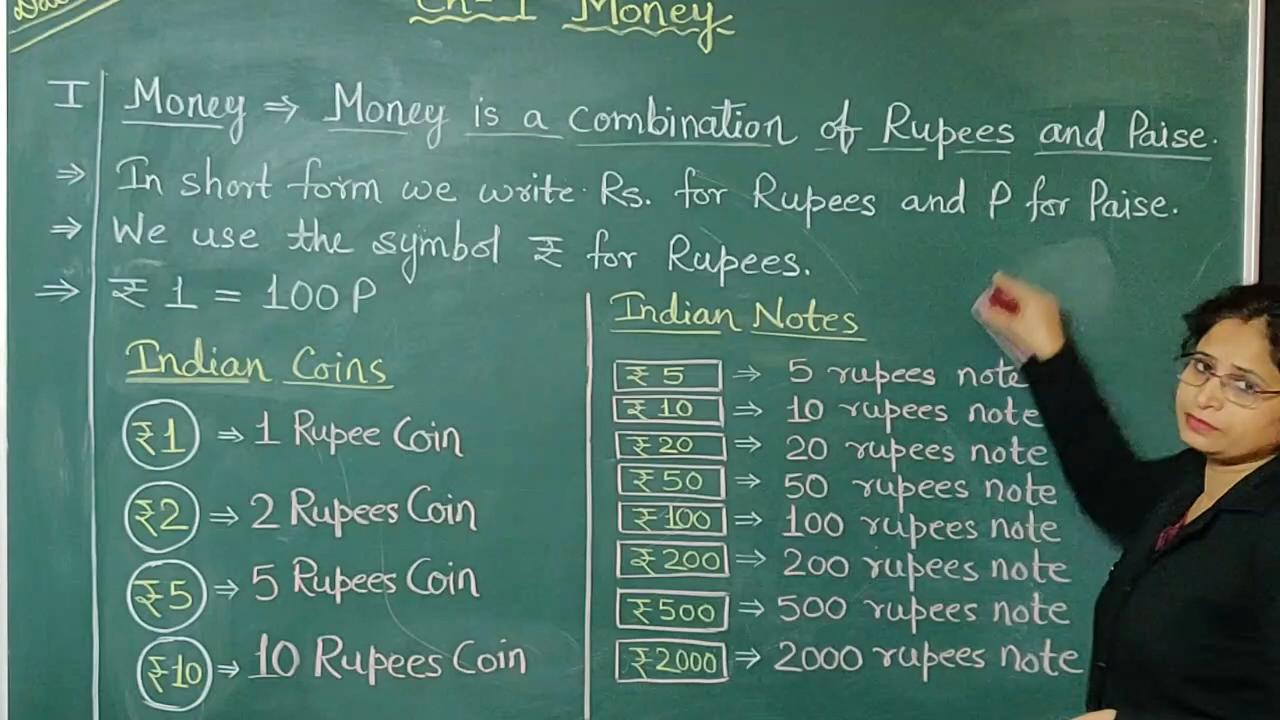 Ch-1 Money
I Money ⇒ Money is a combination of Rupees and Paise.
⇒ In short form we write Rs. for Rupees and P for Paise.
⇒ We use the symbol ₹ for Rupees.
⇒ ₹ 1 = 100 P
Indian Coins
₹1 ⇒ 1 Rupee Coin
₹2 ⇒ 2 Rupees Coin
₹5 ⇒ 5 Rupees Coin
₹10 ⇒ 10 Rupees Coin
Indian Notes
₹ 5 ⇒ 5 rupees note
₹ 10 ⇒ 10 rupees note
₹ 20 ⇒ 20 rupees note
₹ 50 ⇒ 50 rupees note
₹ 100 ⇒ 100 rupees note
₹ 200 ⇒ 200 rupees note
₹ 500 ⇒ 500 rupees note
₹ 2000 ⇒ 2000 rupees note